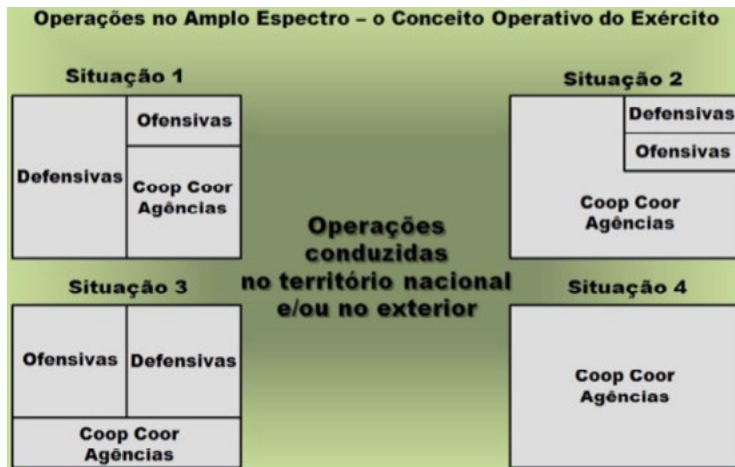 Operações no Amplo Espectro – o Conceito Operativo do Exército
Situação 1
Defensivas
Ofensivas
Coop Coor
Agências
Situação 2
Defensivas
Ofensivas
Coop Coor
Agências
Operações
conduzidas
no território nacional
e/ou no exterior
Situação 3
Ofensivas
Defensivas
Coop Coor
Agências
Situação 4
Coop Coor
Agências